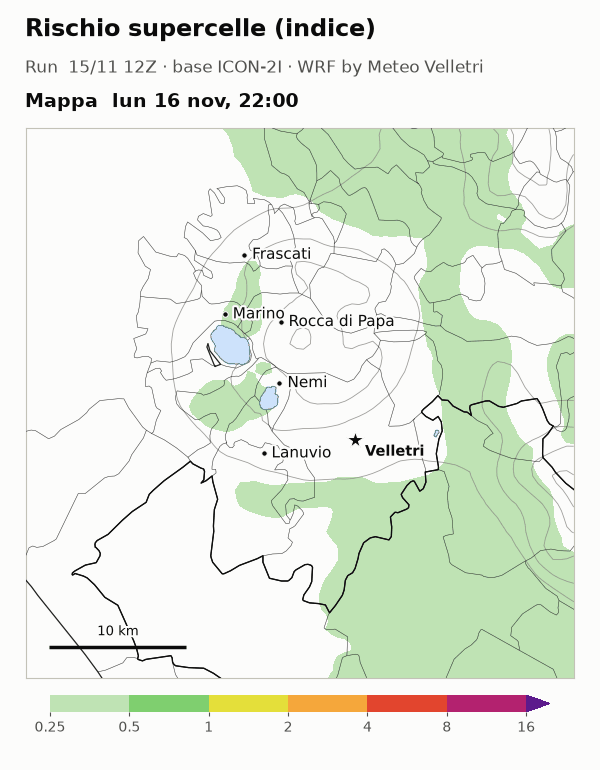 Rischio supercelle (indice)
Run 15/11 12Z · base ICON-2I · WRF by Meteo Velletri
Mappa lun 16 nov, 22:00
Frascati
Marino
Rocca di Papa
Nemi
Velletri
Lanuvio
10 km
0.25 0.5 1 2 4 8 16